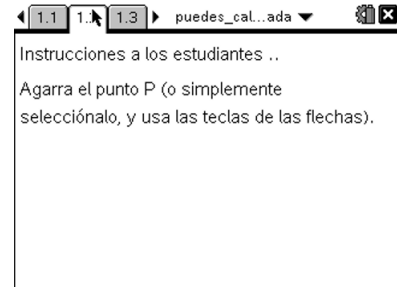 1.1 1.2 1.3 puedes_cal...ada
Instrucciones a los estudiantes ..
Agarra el punto P (o simplemente
selecciónalo, y usa las teclas de las flechas).